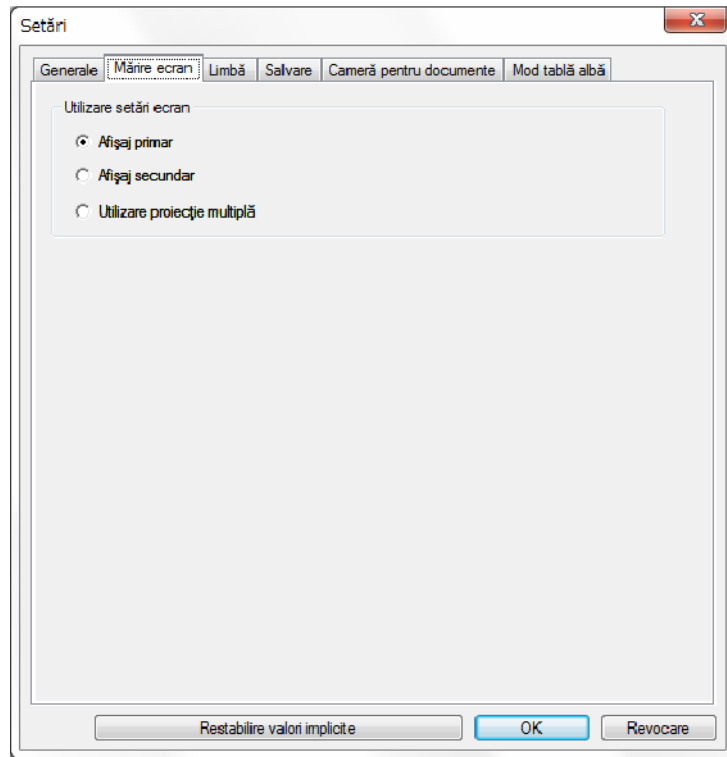 Setări
Generale Mărire ecran Limbă Salvare Cameră pentru documente Mod tablă albă
Utilizare setări ecran
Afişaj primar
Afişaj secundar
Utilizare proiecţie multiplă
Restabilire valori implicite OK Revocare